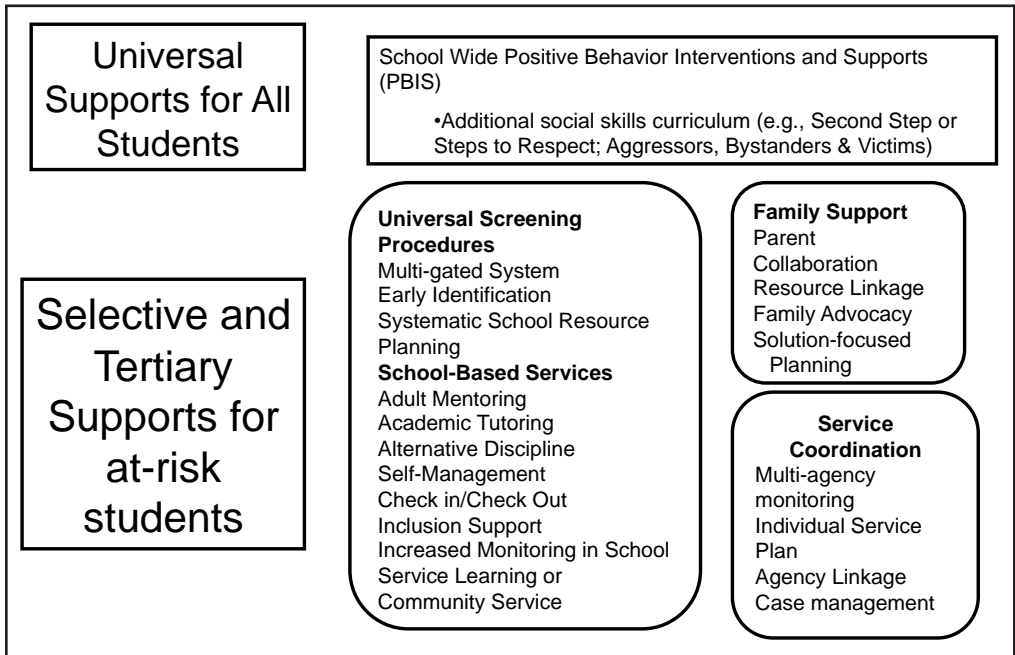 Universal
Supports for All
Students
School Wide Positive Behavior Interventions and Supports
(PBIS)
•Additional social skills curriculum (e.g., Second Step or
Steps to Respect; Aggressors, Bystanders & Victims)
Selective and
Tertiary
Supports for
at-risk
students
Universal Screening
Procedures
Multi-gated System
Early Identification
Systematic School Resource
Planning
School-Based Services
Adult Mentoring
Academic Tutoring
Alternative Discipline
Self-Management
Check in/Check Out
Inclusion Support
Increased Monitoring in School
Service Learning or
Community Service
Family Support
Parent
Collaboration
Resource Linkage
Family Advocacy
Solution-focused
Planning
Service
Coordination
Multi-agency
monitoring
Individual Service
Plan
Agency Linkage
Case management